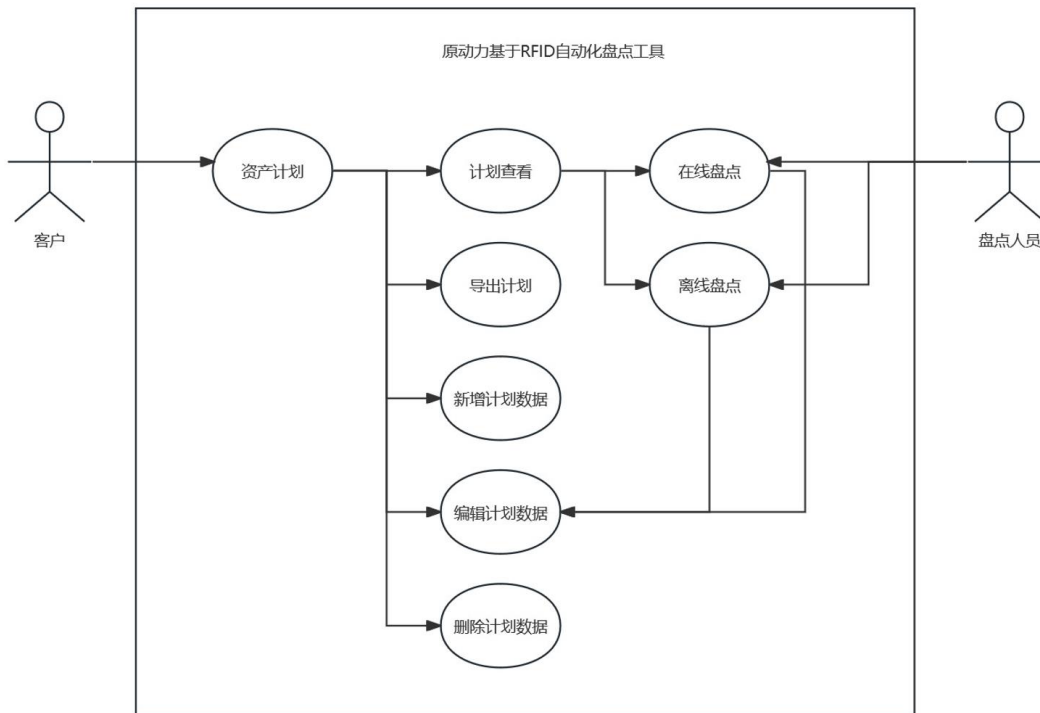 原动力基于RFID自动化盘点工具
资产计划
计划查看
在线盘点
客户
盘点人员
导出计划
离线盘点
新增计划数据
编辑计划数据
删除计划数据